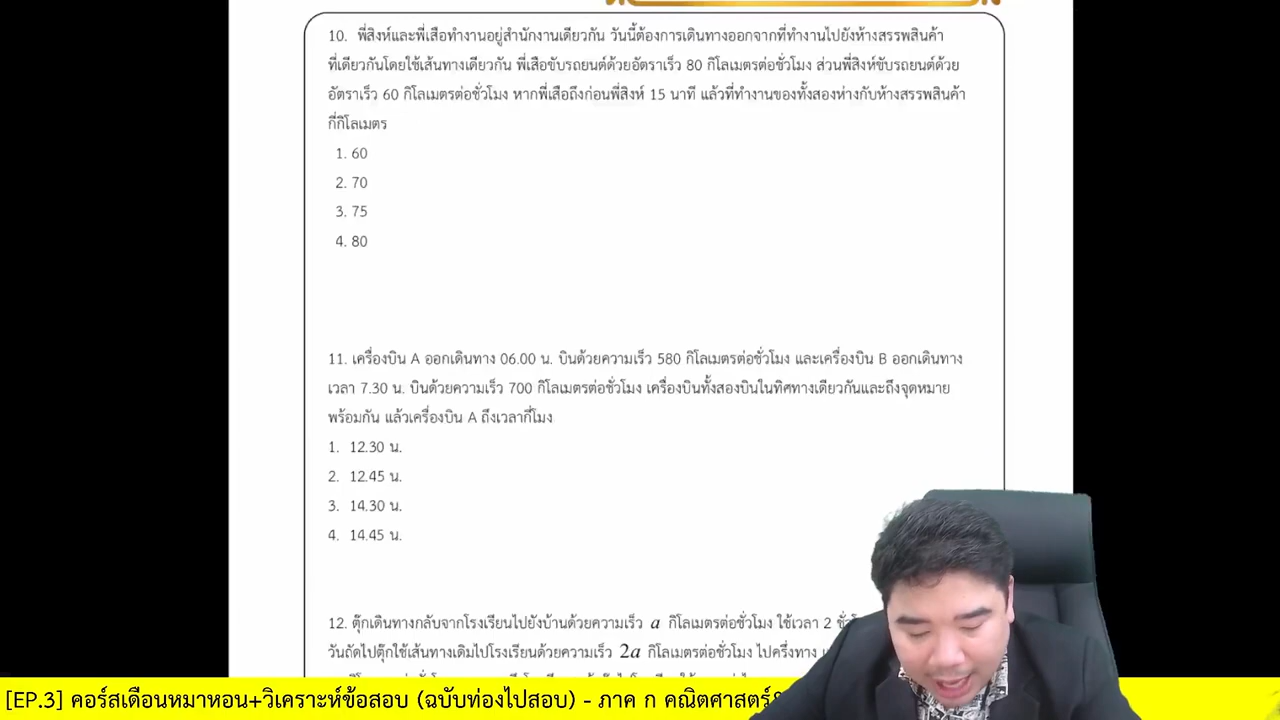 10. พี่สิงห์และพี่เสือทำงานอยู่สำนักงานเดียวกัน วันนี้ต้องการเดินทางออกจากที่ทำงานไปยังห้างสรรพสินค้า
ที่เดียวกันโดยใช้เส้นทางเดียวกัน พี่เสือขับรถยนต์ด้วยอัตราเร็ว 80 กิโลเมตรต่อชั่วโมง ส่วนพี่สิงห์ขับรถยนต์ด้วย
อัตราเร็ว 60 กิโลเมตรต่อชั่วโมง หากพี่เสือถึงก่อนพี่สิงห์ 15 นาที แล้วที่ทำงานของทั้งสองห่างกับห้างสรรพสินค้า
กี่กิโลเมตร
1. 60
2. 70
3. 75
4. 80
11. เครื่องบิน A ออกเดินทาง 06.00 น. บินด้วยความเร็ว 580 กิโลเมตรต่อชั่วโมง และเครื่องบิน B ออกเดินทาง
เวลา 7.30 น. บินด้วยความเร็ว 700 กิโลเมตรต่อชั่วโมง เครื่องบินทั้งสองบินในทิศทางเดียวกันและถึงจุดหมาย
พร้อมกัน แล้วเครื่องบิน A ถึงเวลากี่โมง
1. 12.30 น.
2. 12.45 น.
3. 14.30 น.
4. 14.45 น.
12. ตุ๊กเดินทางกลับจากโรงเรียนไปยังบ้านด้วยความเร็ว a กิโลเมตรต่อชั่วโมง ใช้เวลา 2
วันถัดไปตุ๊กใช้เส้นทางเดิมไปโรงเรียนด้วยความเร็ว 2a กิโลเมตรต่อชั่วโมง ไปครึ่งทาง
[EP.3] คอร์สเดือนหมาหอน+วิเคราะห์ข้อสอบ (ฉบับท่องไปสอบ) - ภาค ก คณิตศาสตร์